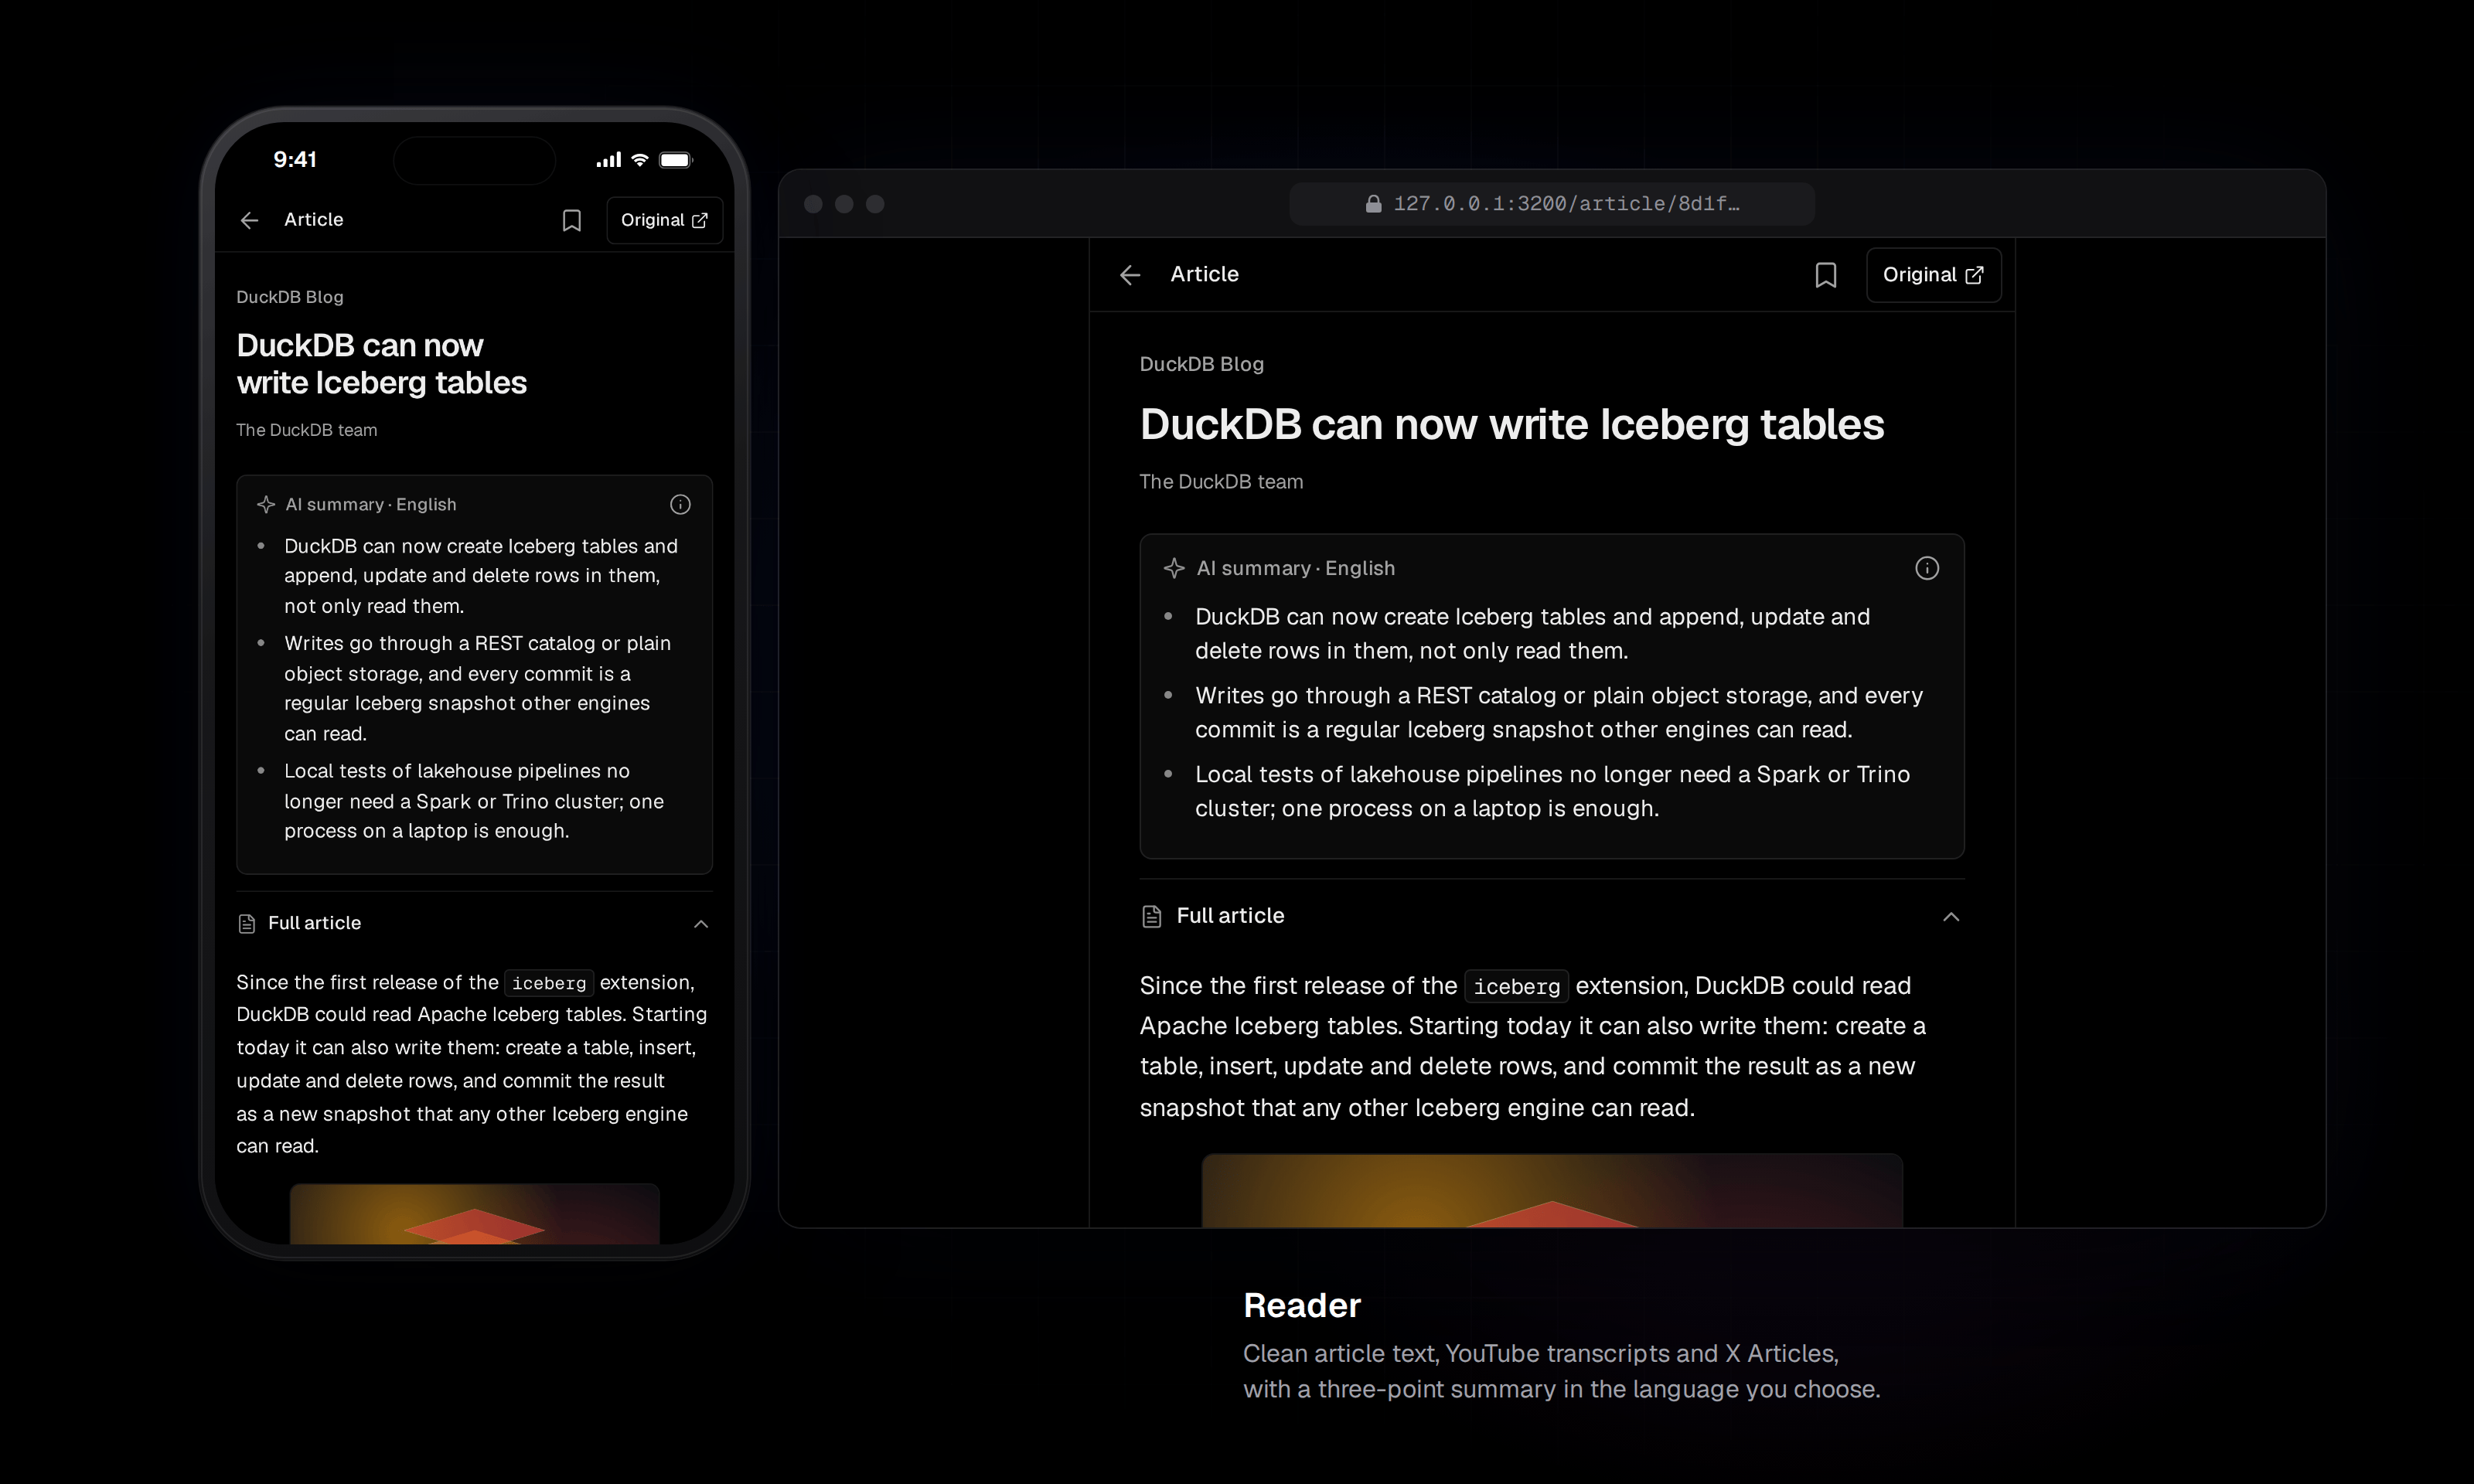 9:41
Article
Original
DuckDB Blog
DuckDB can now
write Iceberg tables
The DuckDB team
AI summary · English
• DuckDB can now create Iceberg tables and
append, update and delete rows in them,
not only read them.
• Writes go through a REST catalog or plain
object storage, and every commit is a
regular Iceberg snapshot other engines
can read.
• Local tests of lakehouse pipelines no
longer need a Spark or Trino cluster; one
process on a laptop is enough.
Full article
Since the first release of the iceberg extension,
DuckDB could read Apache Iceberg tables. Starting
today it can also write them: create a table, insert,
update and delete rows, and commit the result
as a new snapshot that any other Iceberg engine
can read.
127.0.0.1:3200/article/8d1f…
Article
Original
DuckDB Blog
DuckDB can now write Iceberg tables
The DuckDB team
AI summary · English
• DuckDB can now create Iceberg tables and append, update and
delete rows in them, not only read them.
• Writes go through a REST catalog or plain object storage, and every
commit is a regular Iceberg snapshot other engines can read.
• Local tests of lakehouse pipelines no longer need a Spark or Trino
cluster; one process on a laptop is enough.
Full article
Since the first release of the iceberg extension, DuckDB could read
Apache Iceberg tables. Starting today it can also write them: create a
table, insert, update and delete rows, and commit the result as a new
snapshot that any other Iceberg engine can read.
Reader
Clean article text, YouTube transcripts and X Articles,
with a three-point summary in the language you choose.